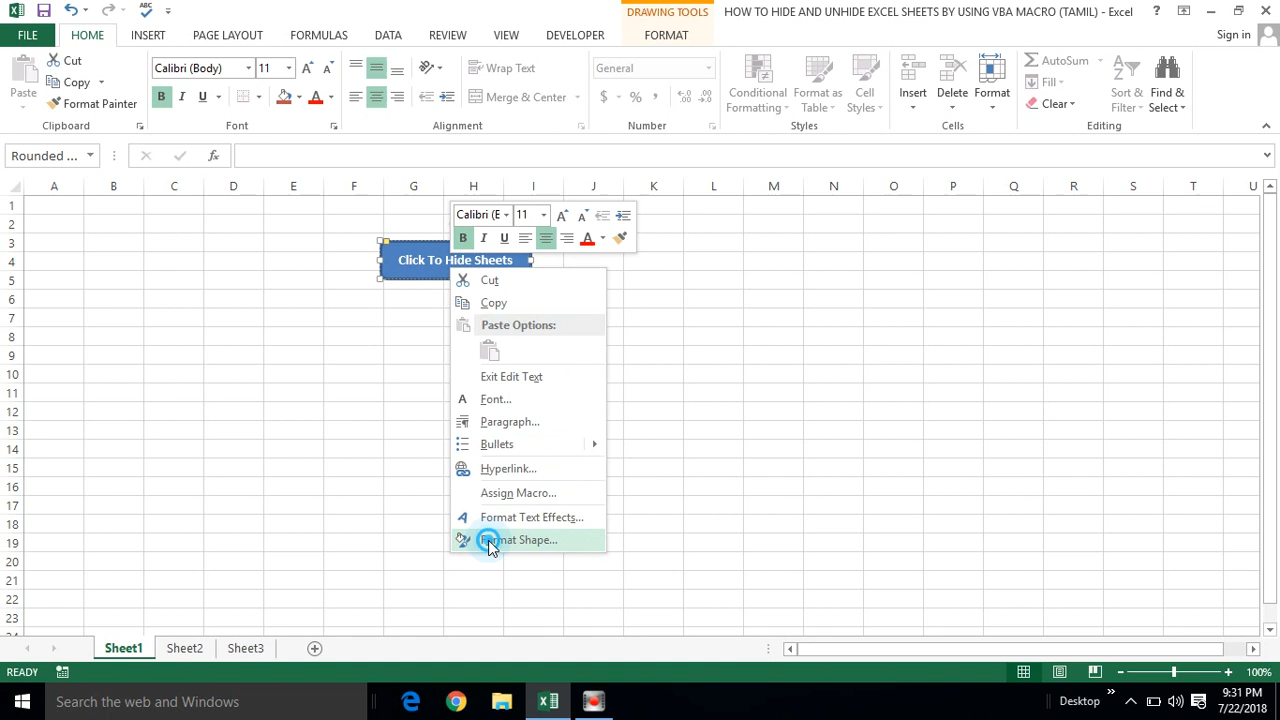 DRAWING TOOLS
HOW TO HIDE AND UNHIDE EXCEL SHEETS BY USING VBA MACRO (TAMIL) - Excel
FILE HOME INSERT PAGE LAYOUT FORMULAS DATA REVIEW VIEW DEVELOPER FORMAT Sign in
Paste
Cut
Copy
Format Painter
Clipboard
Calibri (Body) 11
B I U
Font
Wrap Text
Merge & Center
Alignment
General
$ % ,
Number
Conditional Formatting
Format as Table
Cell Styles
Styles
Insert Delete Format
Cells
AutoSum
Fill
Clear
Sort & Filter
Find & Select
Editing
Rounded ... fx
A B C D E F G H I J K L M N O P Q R S T U
1
2
3
4
5
6
7
8
9
10
11
12
13
14
15
16
17
18
19
20
21
22
23
Calibri (E 11
B I U A
Click To Hide Sheets
Cut
Copy
Paste Options:
Exit Edit Text
Font...
Paragraph...
Bullets
Hyperlink...
Assign Macro...
Format Text Effects...
Format Shape...
Sheet1 Sheet2 Sheet3
READY 100%
Search the web and Windows
Desktop
9:31 PM
7/22/2018